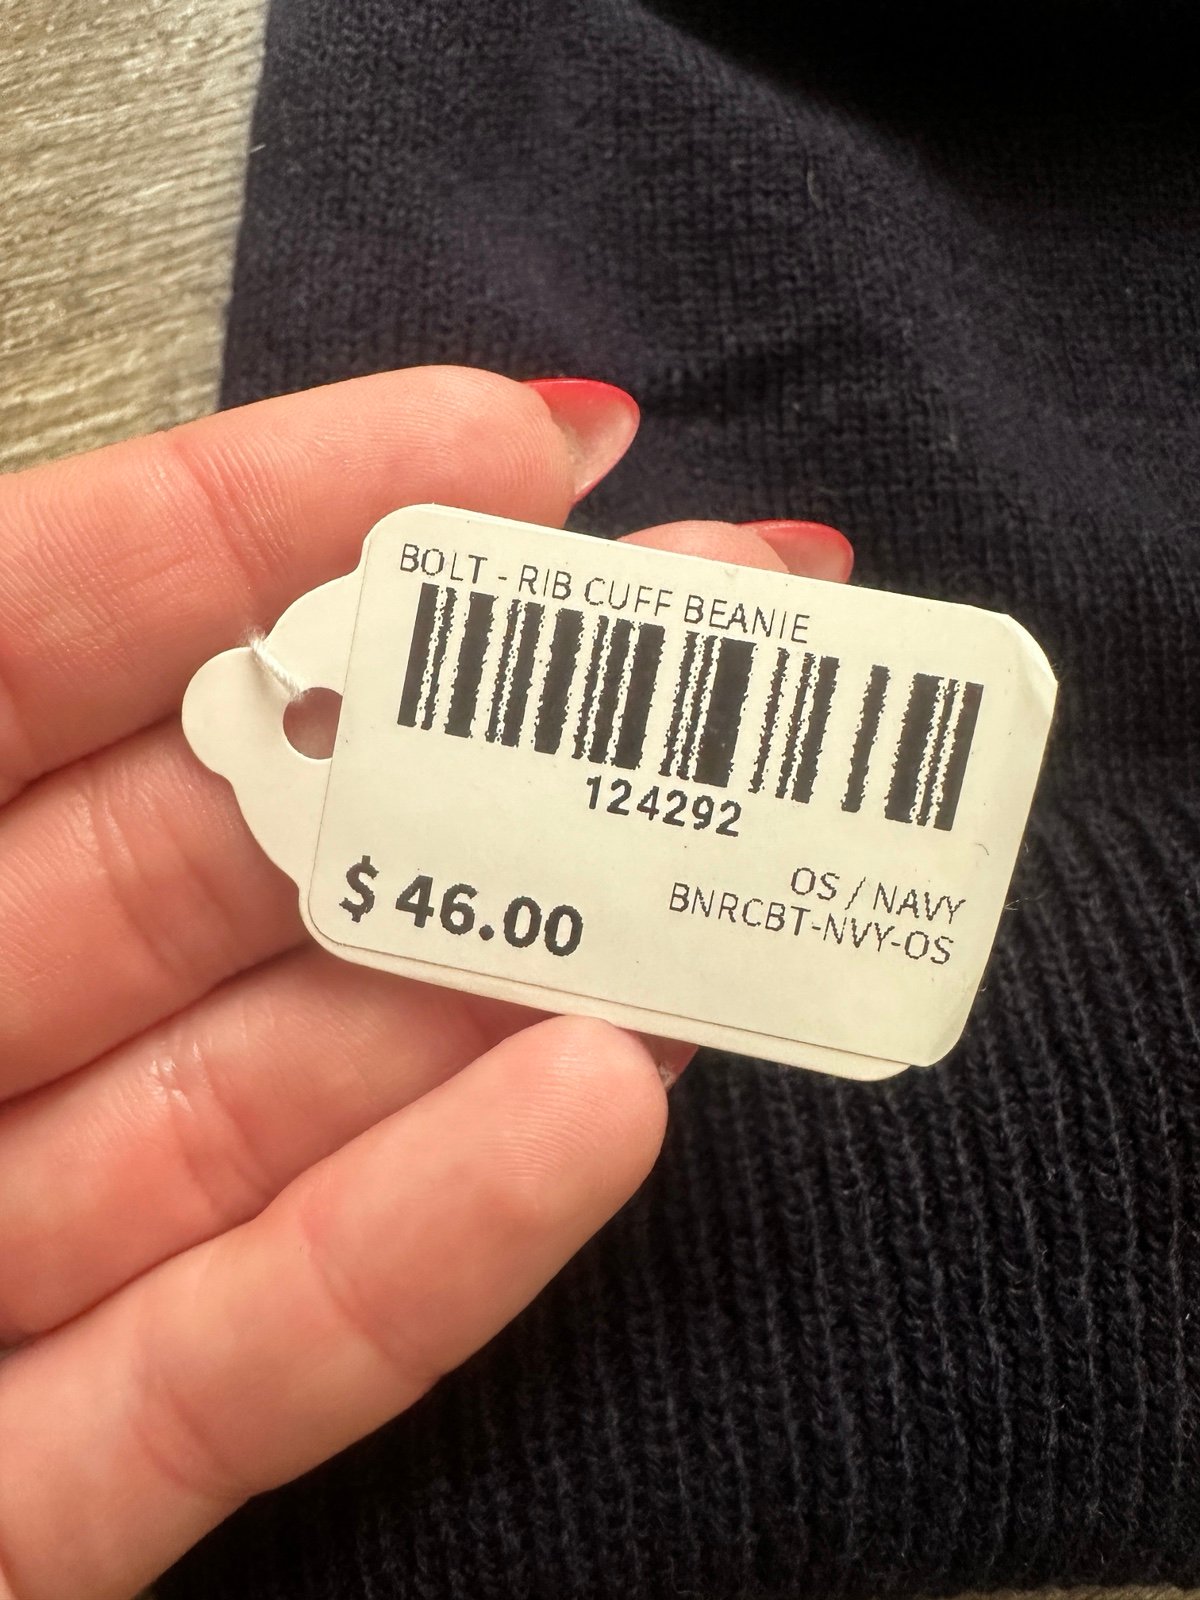 BOLT - RIB CUFF BEANIE
124292
$ 46.00
OS / NAVY
BNRCBT-NVY-OS